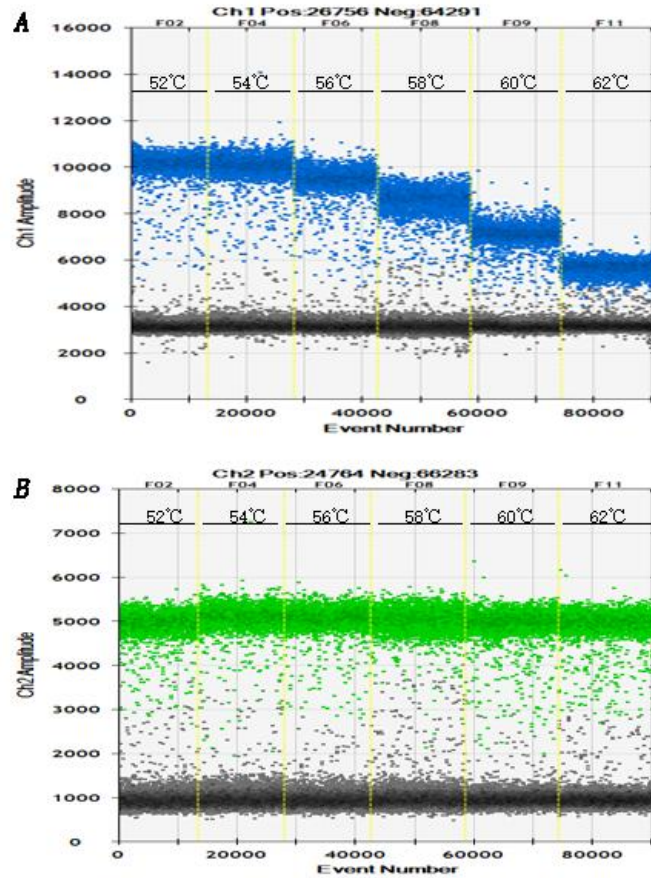 A
Ch1 Pos:26756 Neg:64291
F02 F04 F06 F08 F09 F11
16000
52°C 54°C 56°C 58°C 60°C 62°C
14000
12000
10000
8000
6000
4000
2000
0
Ch1 Amplitude
0 20000 40000 60000 80000
Event Number
B
Ch2 Pos:24764 Neg:66283
F02 F04 F06 F08 F09 F11
8000
52°C 54°C 56°C 58°C 60°C 62°C
7000
6000
5000
4000
3000
2000
1000
0
Ch2 Amplitude
0 20000 40000 60000 80000
Event Number